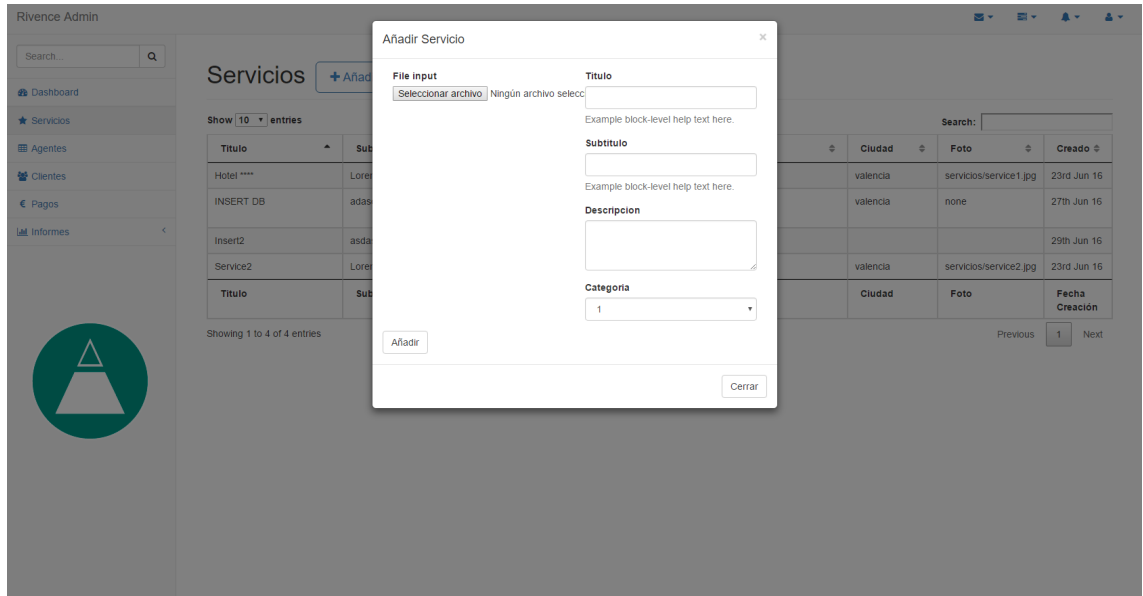 Rivence Admin
Search...
Dashboard
Servicios
Agentes
Clientes
€ Pagos
Informes
Servicios
+ Añad
Show 10 entries
Search:
Titulo Sub Ciudad Foto Creado
Hotel **** Lorer valencia servicios/service1.jpg 23rd Jun 16
INSERT DB valencia none 27th Jun 16
Insert2 asda 29th Jun 16
Service2 Lorer valencia servicios/service2.jpg 23rd Jun 16
Titulo Sub Ciudad Foto Fecha
Creación
Showing 1 to 4 of 4 entries
Previous 1 Next
Añadir Servicio
×
File input
Seleccionar archivo Ningún archivo selecc
Titulo
Example block-level help text here.
Subtitulo
Example block-level help text here.
Descripcion
Categoria
1
Añadir
Cerrar